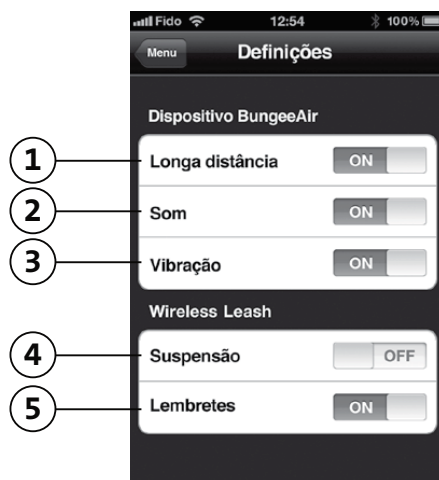 Fido 12:54 100%
Menu Definições
Dispositivo BungeeAir
1 Longa distância ON
2 Som ON
3 Vibração ON
Wireless Leash
4 Suspensão OFF
5 Lembretes ON